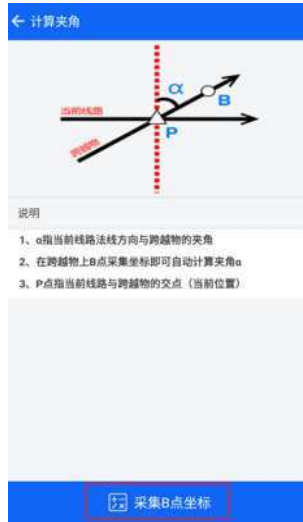 ← 计算夹角
α
B
当前线路
P
跨越物
说明
1、α指当前线路法线方向与跨越物的夹角
2、在跨越物上B点采集坐标即可自动计算夹角α
3、P点指当前线路与跨越物的交点（当前位置）
采集B点坐标